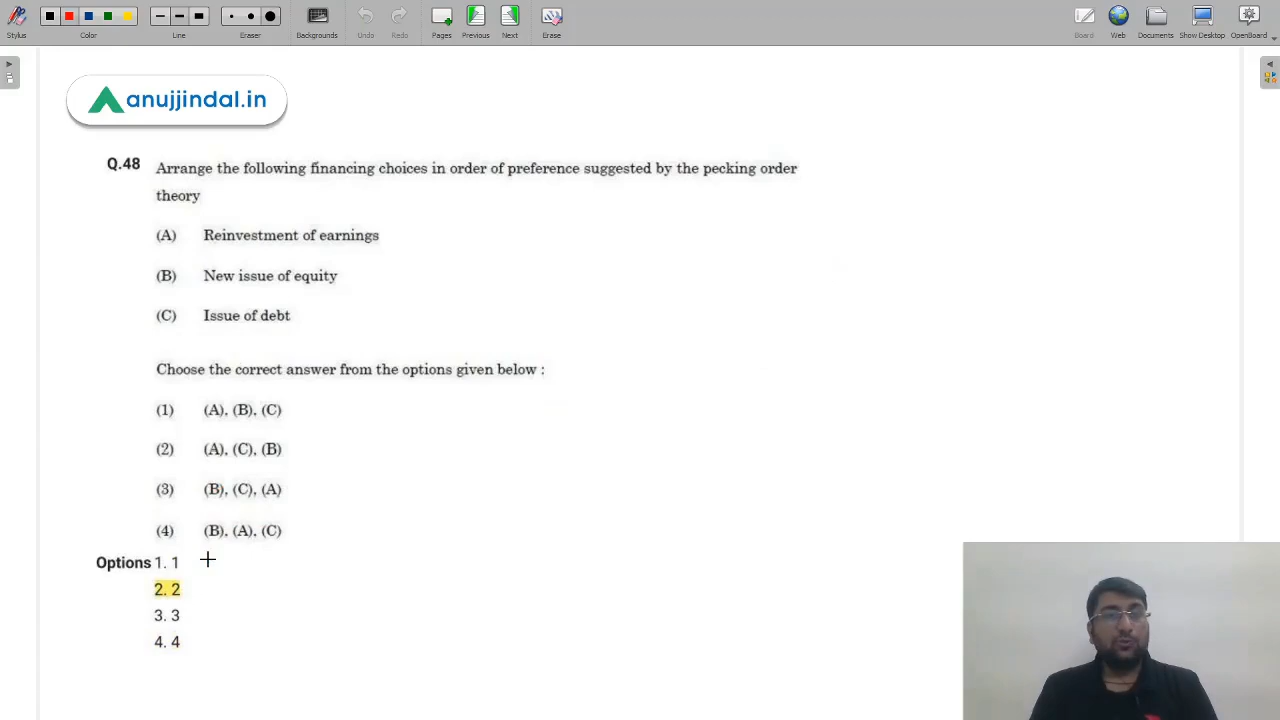 Stylus Color Line Eraser Backgrounds Undo Redo Pages Previous Next Erase Board Web Documents Show Desktop OpenBoard
anujjindal.in
Q.48 Arrange the following financing choices in order of preference suggested by the pecking order
theory
(A) Reinvestment of earnings
(B) New issue of equity
(C) Issue of debt
Choose the correct answer from the options given below :
(1) (A), (B), (C)
(2) (A), (C), (B)
(3) (B), (C), (A)
(4) (B), (A), (C)
Options 1. 1
2. 2
3. 3
4. 4